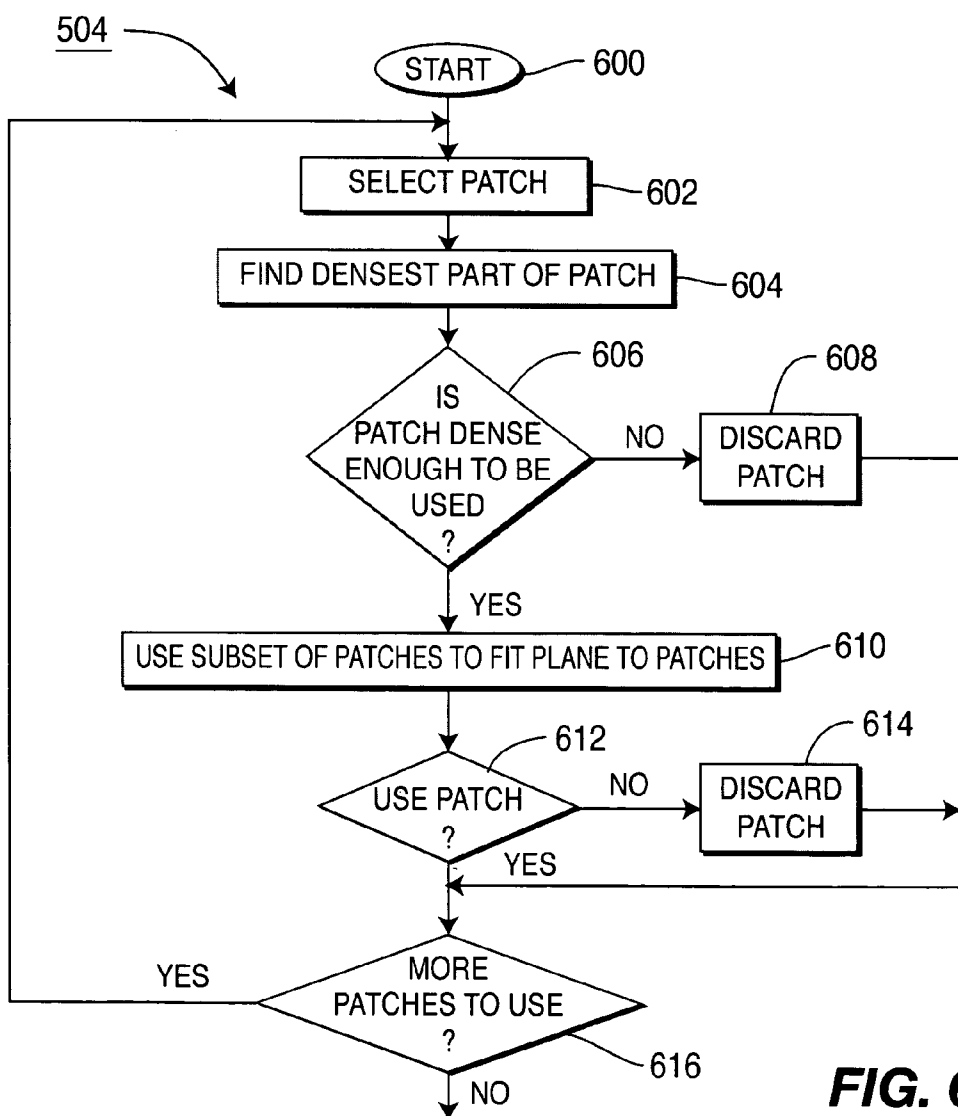 504
START
600
SELECT PATCH
602
FIND DENSEST PART OF PATCH
604
606
IS
PATCH DENSE
ENOUGH TO BE
USED
?
NO
608
DISCARD
PATCH
YES
USE SUBSET OF PATCHES TO FIT PLANE TO PATCHES
610
612
USE PATCH
?
NO
614
DISCARD
PATCH
YES
YES
MORE
PATCHES TO USE
?
616
NO
FIG. 6